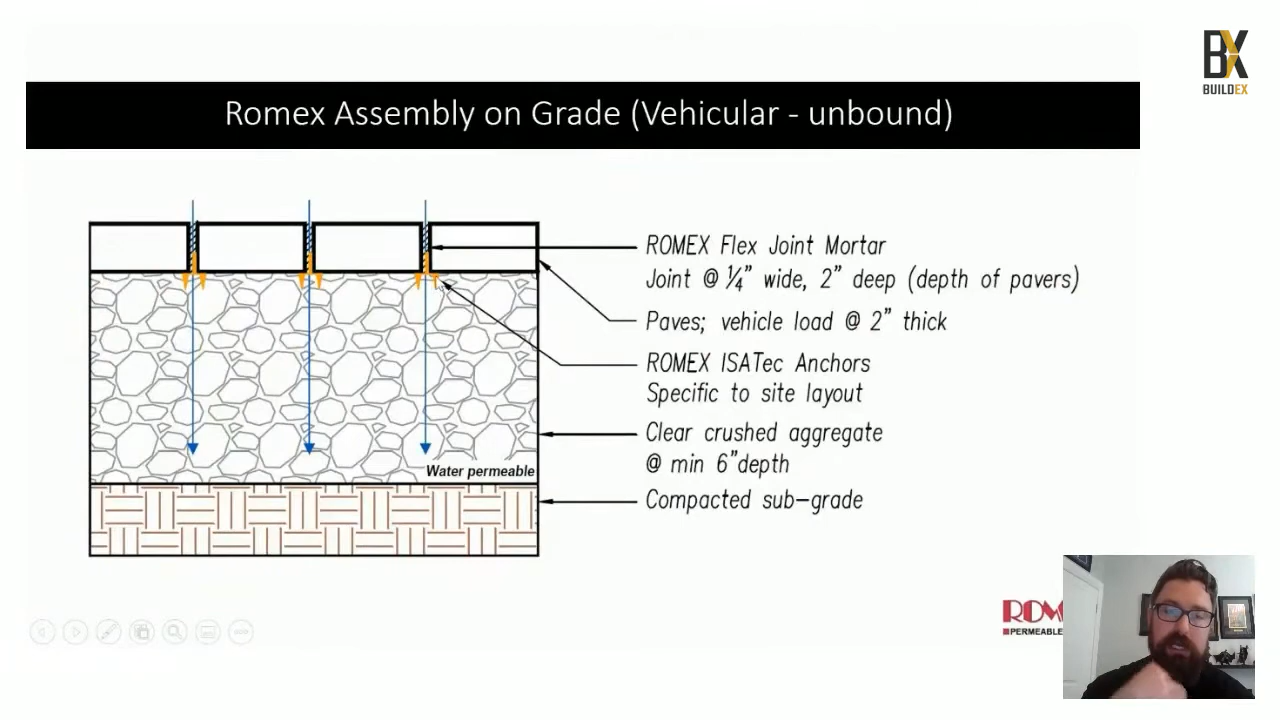 BX
BUILDEX
Romex Assembly on Grade (Vehicular - unbound)
ROMEX Flex Joint Mortar
Joint @ ¼" wide, 2" deep (depth of pavers)
Paves; vehicle load @ 2" thick
ROMEX ISATec Anchors
Specific to site layout
Clear crushed aggregate
@ min 6"depth
Water permeable
Compacted sub-grade
PERMEABLE